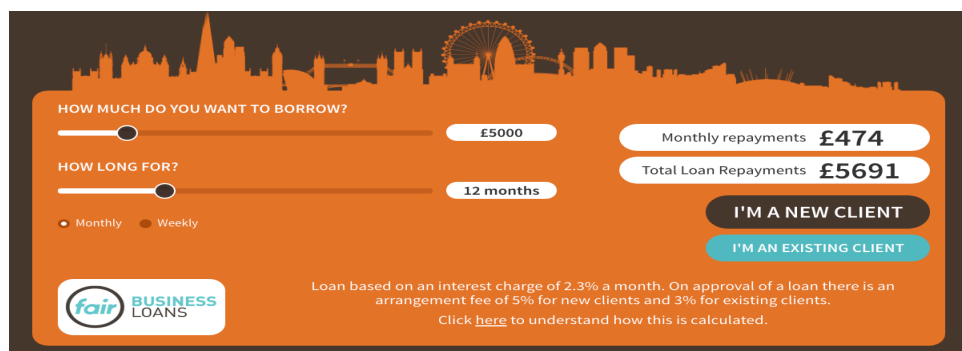 HOW MUCH DO YOU WANT TO BORROW?
£5000
HOW LONG FOR?
12 months
Monthly
Weekly
Monthly repayments £474
Total Loan Repayments £5691
I'M A NEW CLIENT
I'M AN EXISTING CLIENT
fair BUSINESS
LOANS
Loan based on an interest charge of 2.3% a month. On approval of a loan there is an
arrangement fee of 5% for new clients and 3% for existing clients.
Click here to understand how this is calculated.